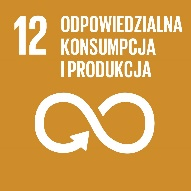 12 ODPOWIEDZIALNA
KONSUMPCJA
I PRODUKCJA